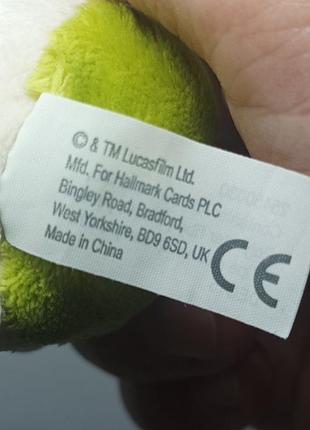 © & TM Lucasfilm Ltd.
Mfd. For Hallmark Cards PLC
Bingley Road, Bradford,
West Yorkshire, BD9 6SD, UK
Made in China
CE